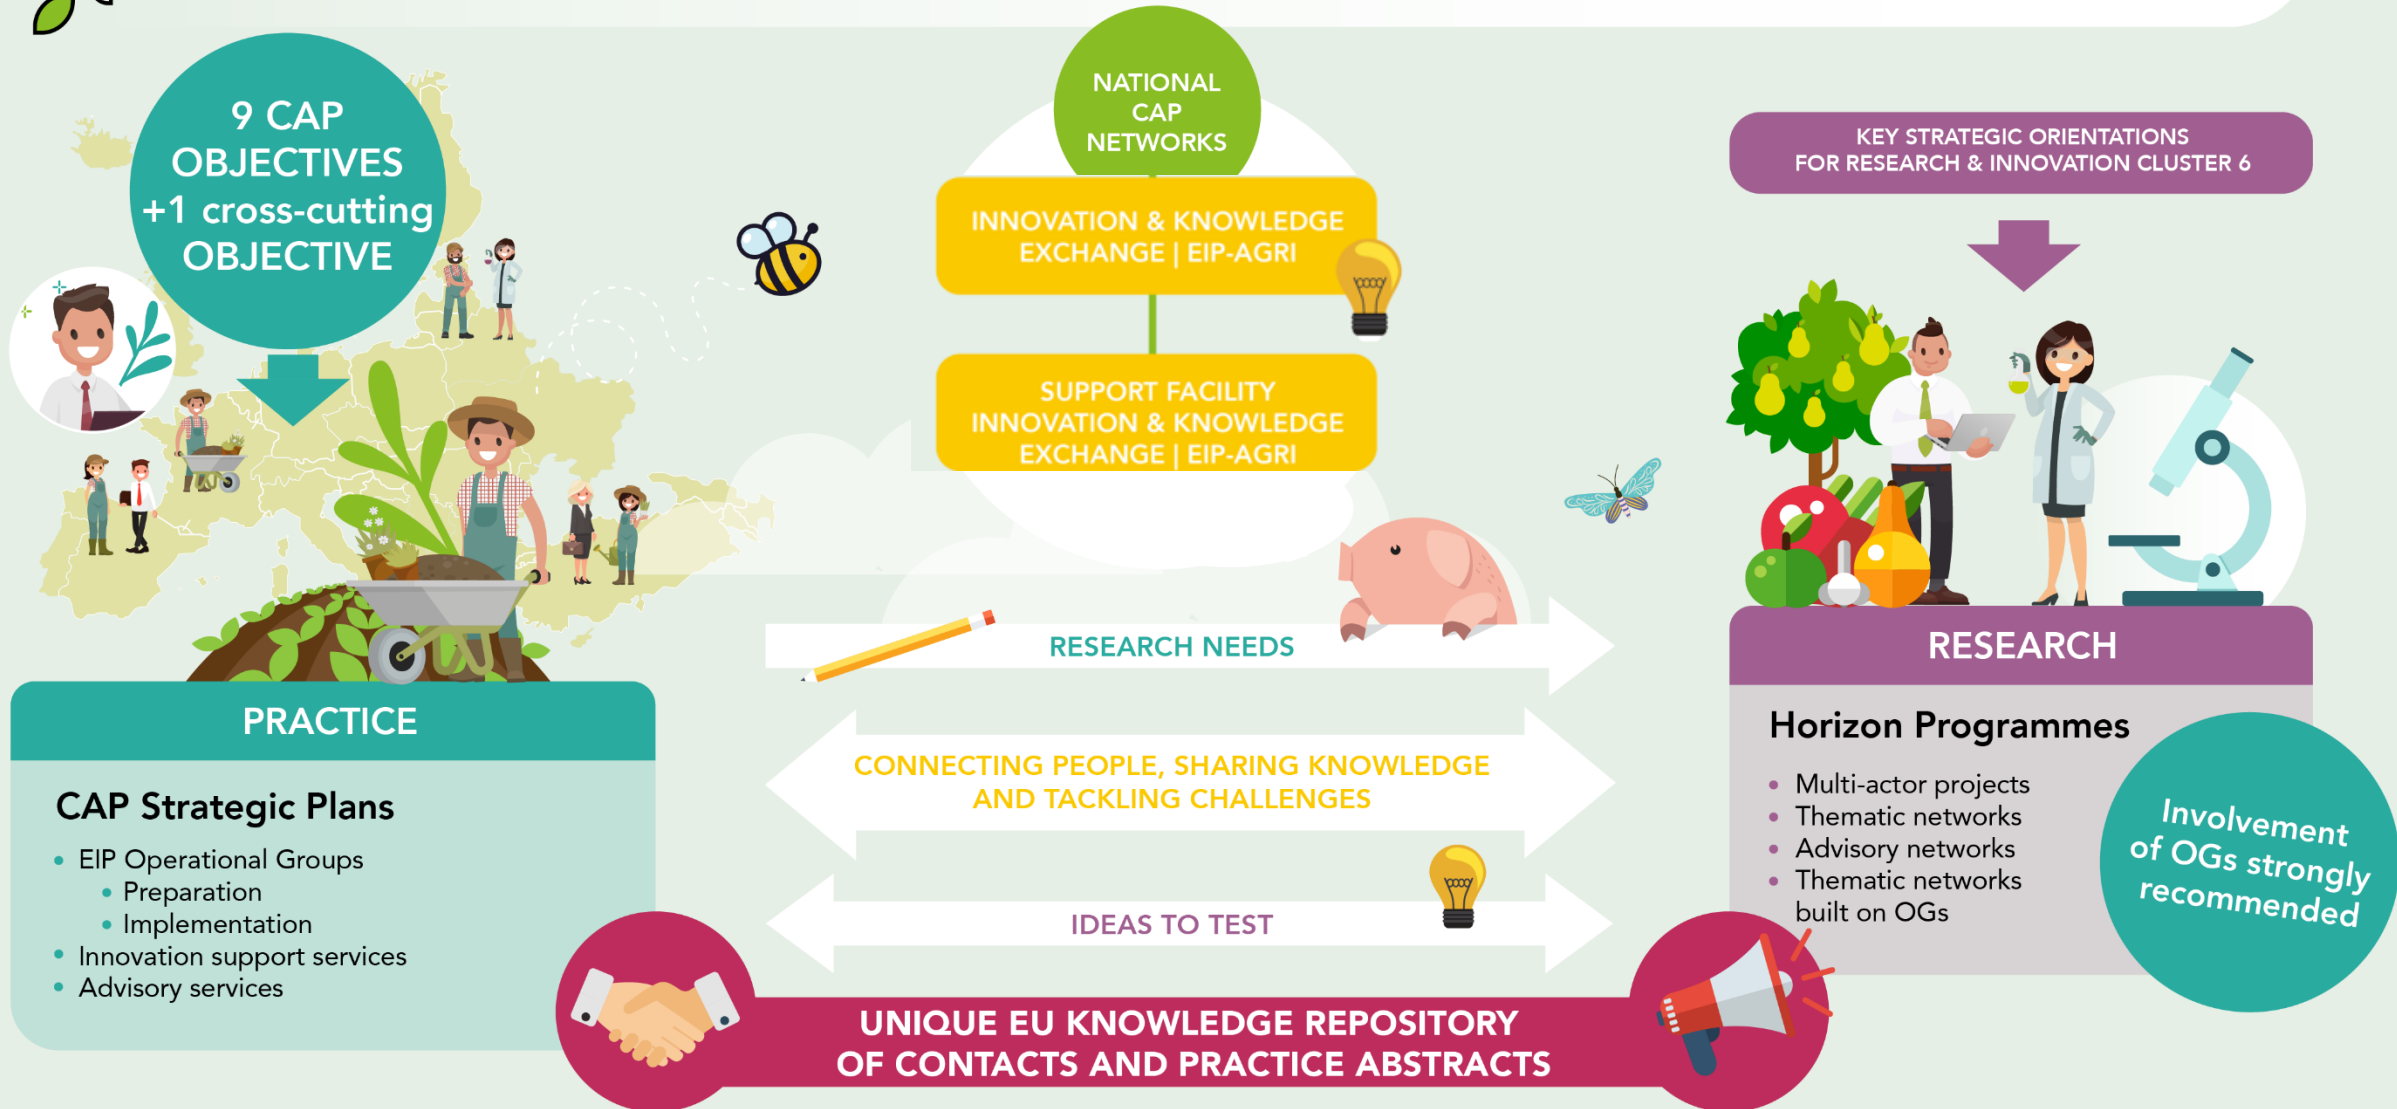 9 CAP
OBJECTIVES
+1 cross-cutting
OBJECTIVE
NATIONAL
CAP
NETWORKS
INNOVATION & KNOWLEDGE
EXCHANGE | EIP-AGRI
SUPPORT FACILITY
INNOVATION & KNOWLEDGE
EXCHANGE | EIP-AGRI
KEY STRATEGIC ORIENTATIONS
FOR RESEARCH & INNOVATION CLUSTER 6
PRACTICE
CAP Strategic Plans
• EIP Operational Groups
• Preparation
• Implementation
• Innovation support services
• Advisory services
RESEARCH NEEDS
CONNECTING PEOPLE, SHARING KNOWLEDGE
AND TACKLING CHALLENGES
IDEAS TO TEST
RESEARCH
Horizon Programmes
• Multi-actor projects
• Thematic networks
• Advisory networks
• Thematic networks
built on OGs
Involvement
of OGs strongly
recommended
UNIQUE EU KNOWLEDGE REPOSITORY
OF CONTACTS AND PRACTICE ABSTRACTS